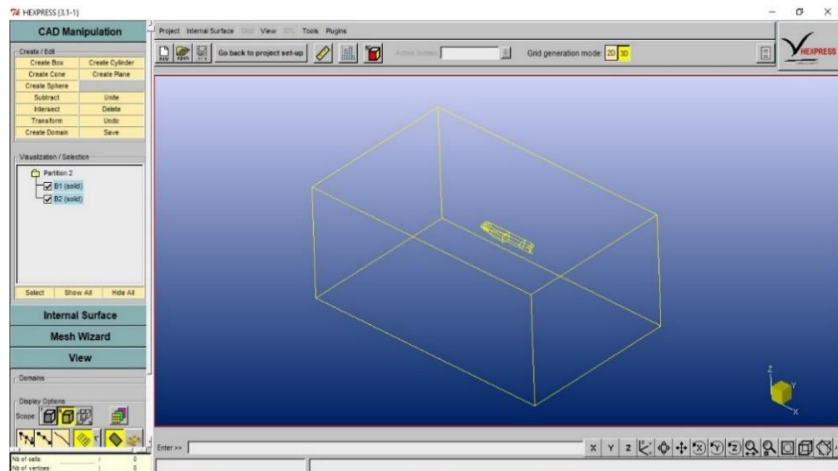 HEXPRESS (3.1-1)
CAD Manipulation
Project Internal Surface Grid View STL Tools Plugins
Go back to project set-up
Grid generation mode: 2D 3D
HEXPRESS
Create / Edit
Create Box Create Cylinder
Create Cone Create Plane
Create Sphere
Subtract Unite
Intersect Delete
Transform Undo
Create Domain Save
Visualization / Selection
Partition 2
B1 (solid)
B2 (solid)
Select Show All Hide All
Internal Surface
Mesh Wizard
View
Domains
Display Options
Scope:
Enter >>
X Y Z
Nb of cells: / 0
Nb of vertices: / 0
Z
Y
X